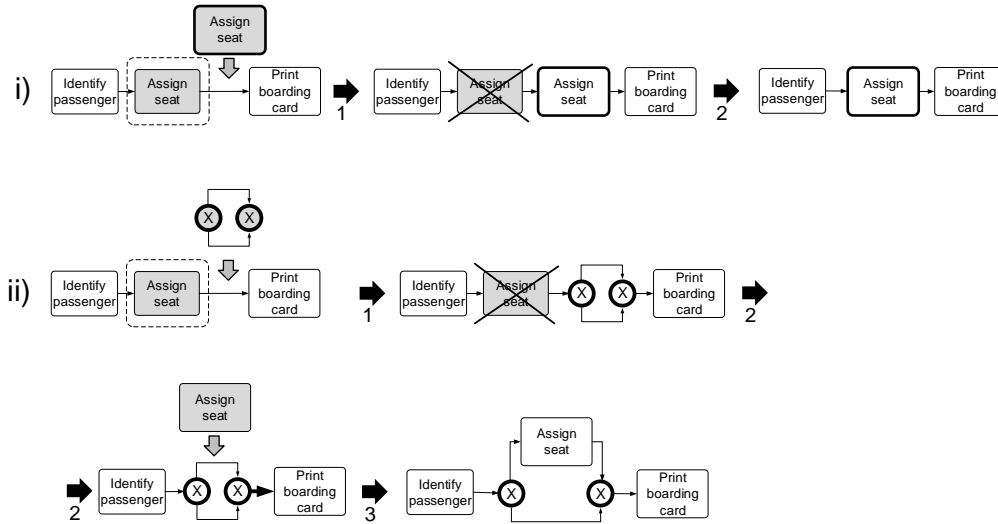 Assign
seat
i)
Identify
passenger
Assign
seat
Print
boarding
card
1
Identify
passenger
Assign
seat
Assign
seat
Print
boarding
card
2
Identify
passenger
Assign
seat
Print
boarding
card
X
X
ii)
Identify
passenger
Assign
seat
Print
boarding
card
1
Identify
passenger
Assign
seat
X
X
Print
boarding
card
2
Assign
seat
2
Identify
passenger
X
X
Print
boarding
card
3
Identify
passenger
X
Assign
seat
X
Print
boarding
card